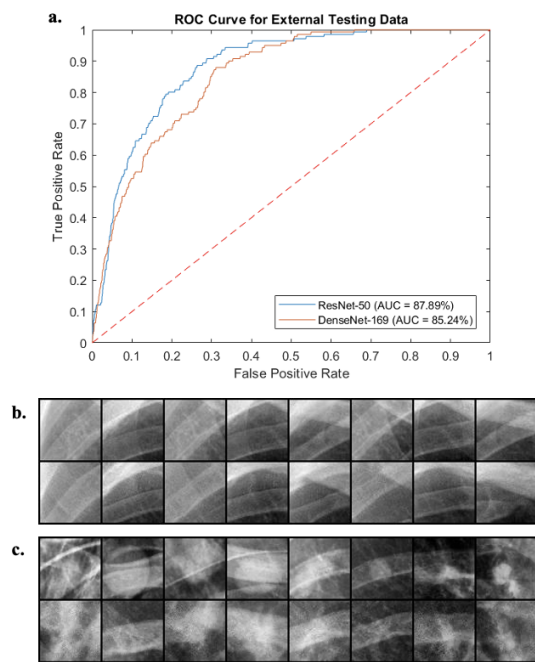 a.
ROC Curve for External Testing Data
1
0.9
0.8
0.7
0.6
0.5
0.4
0.3
0.2
0.1
0
True Positive Rate
0 0.1 0.2 0.3 0.4 0.5 0.6 0.7 0.8 0.9 1
False Positive Rate
ResNet-50 (AUC = 87.89%)
DenseNet-169 (AUC = 85.24%)
b.
c.